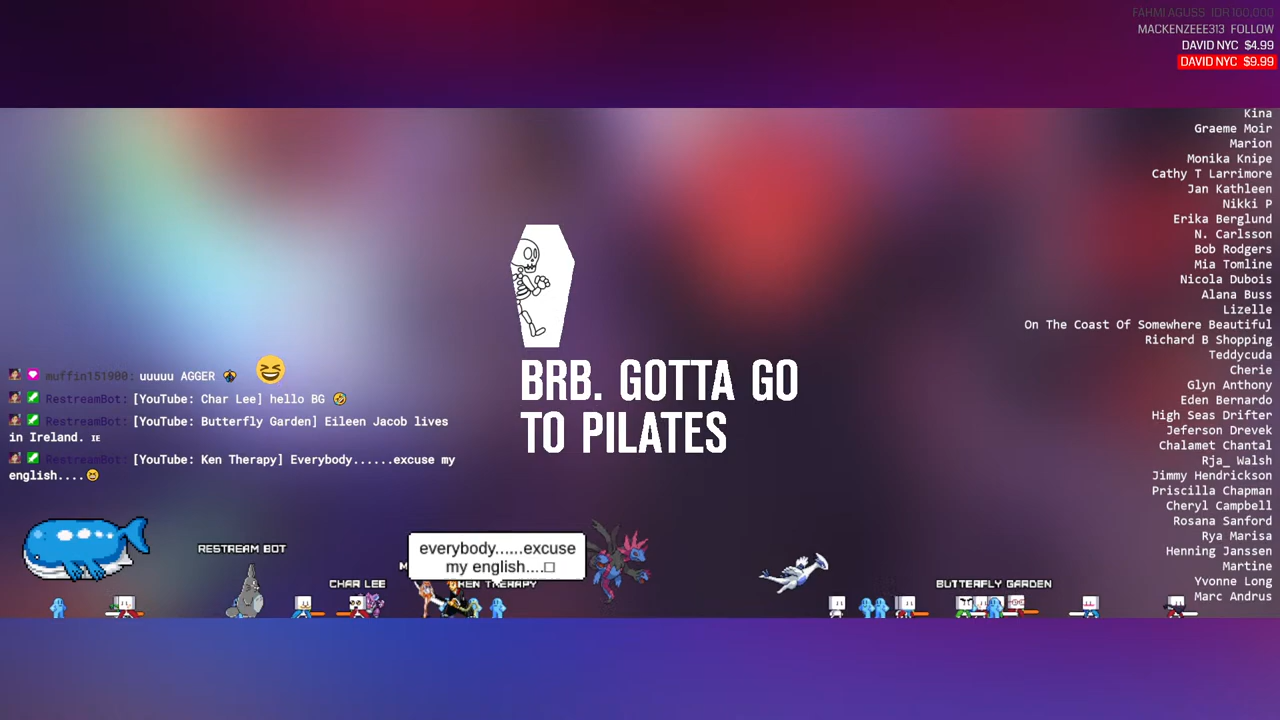 FAHMI AGUSS IDR 100.000
MACKENZEEE313 FOLLOW
DAVID NYC $4.99
DAVID NYC $9.99
Kina
Graeme Moir
Marion
Monika Knipe
Cathy T Larrimore
Jan Kathleen
Nikki P
Erika Berglund
N. Carlsson
Bob Rodgers
Mia Tomline
Nicola Dubois
Alana Buss
Lizelle
On The Coast Of Somewhere Beautiful
Richard B Shopping
Teddycuda
Cherie
Glyn Anthony
Eden Bernardo
High Seas Drifter
Jeferson Drevek
Chalamet Chantal
Rja_ Walsh
Jimmy Hendrickson
Priscilla Chapman
Cheryl Campbell
Rosana Sanford
Rya Marisa
Henning Janssen
Martine
Yvonne Long
Marc Andrus
BRB. GOTTA GO
TO PILATES
muffin151900: uuuuu AGGER
RestreamBot: [YouTube: Char Lee] hello BG 🤣
RestreamBot: [YouTube: Butterfly Garden] Eileen Jacob lives
in Ireland. IE
RestreamBot: [YouTube: Ken Therapy] Everybody......excuse my
english....😆
RESTREAM BOT
CHAR LEE
everybody......excuse
my english....□
KEN THERAPY
BUTTERFLY GARDEN